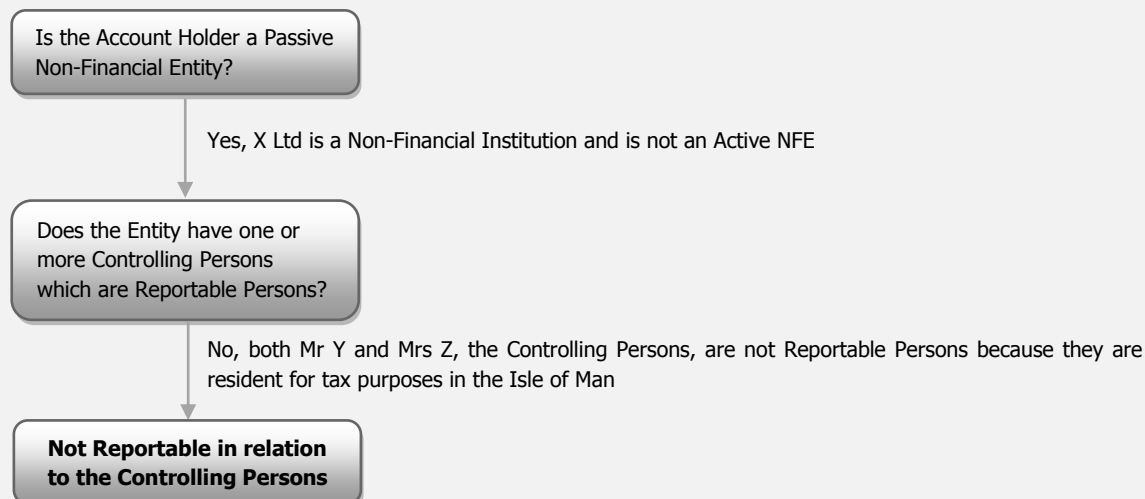 Is the Account Holder a Passive
Non-Financial Entity?
Yes, X Ltd is a Non-Financial Institution and is not an Active NFE
Does the Entity have one or
more Controlling Persons
which are Reportable Persons?
No, both Mr Y and Mrs Z, the Controlling Persons, are not Reportable Persons because they are
resident for tax purposes in the Isle of Man
Not Reportable in relation
to the Controlling Persons